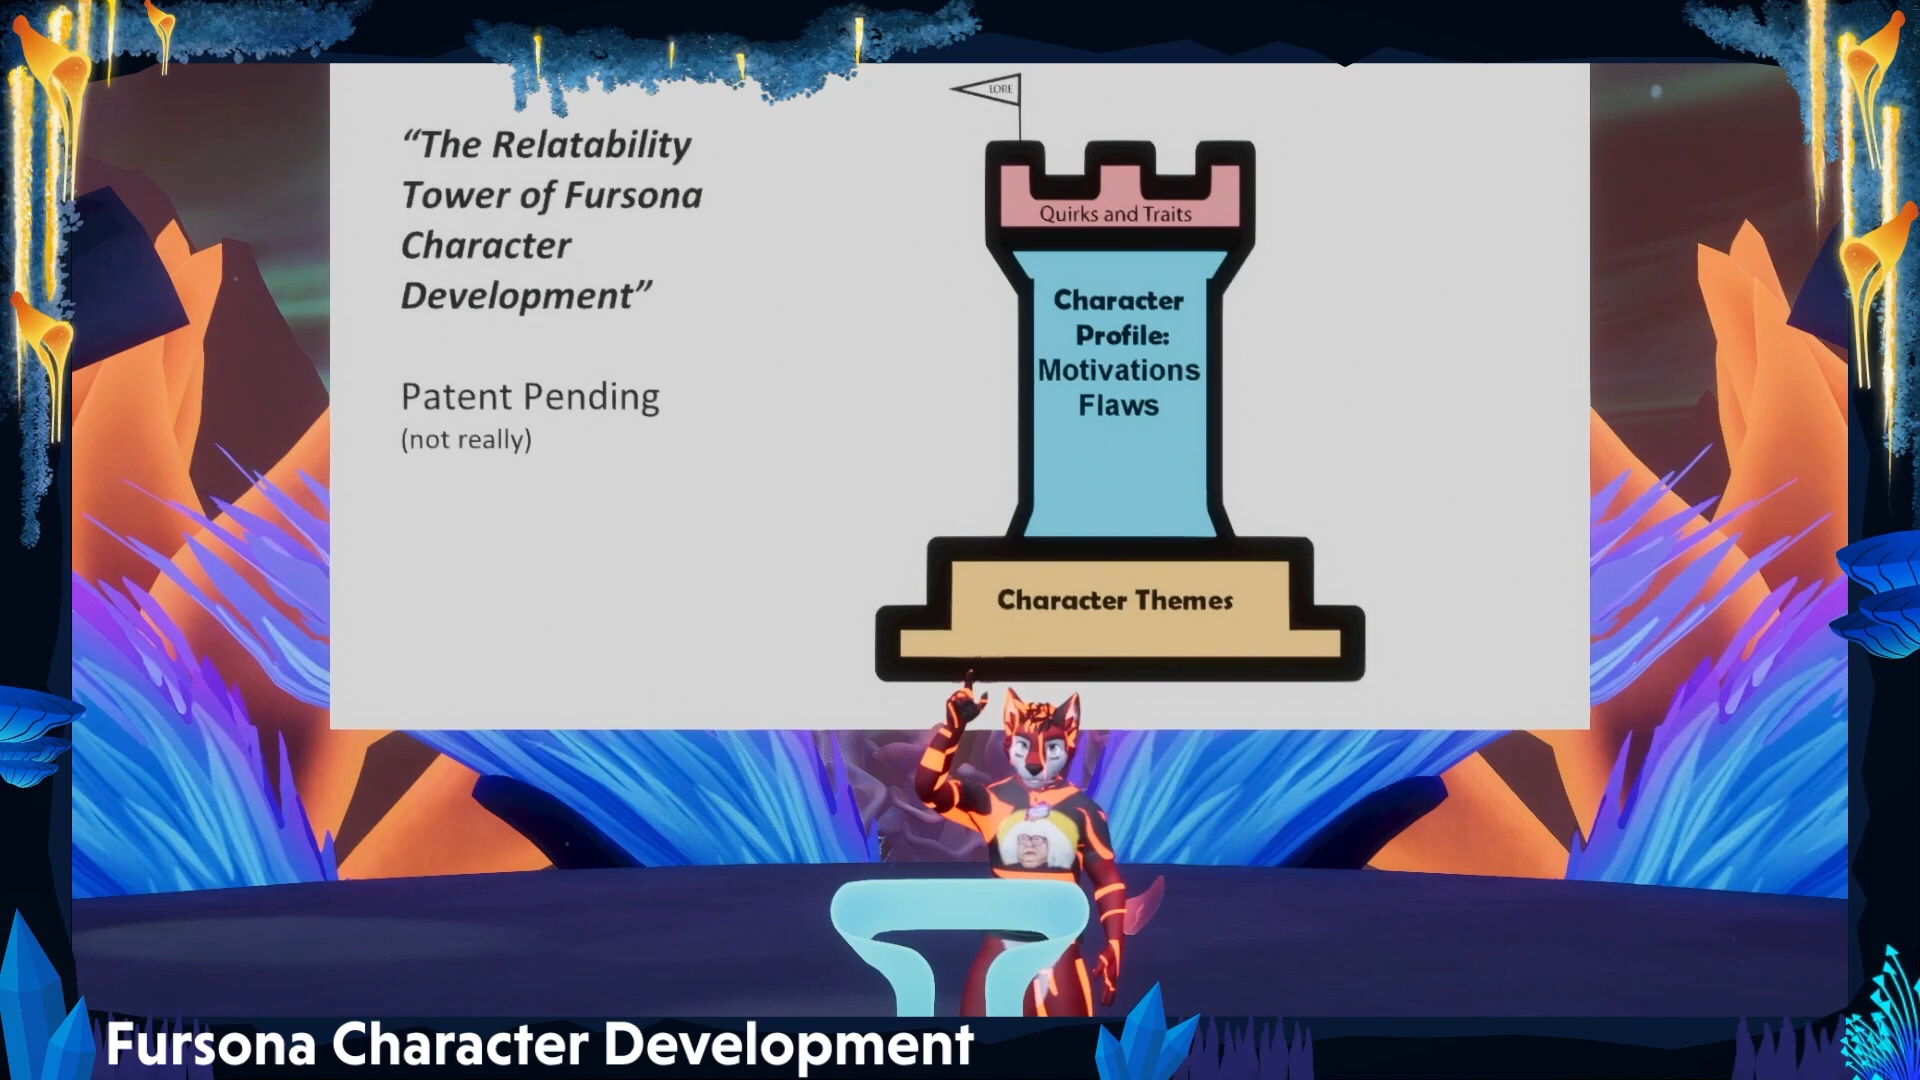 “The Relatability
Tower of Fursona
Character
Development”
Patent Pending
(not really)
LORE
Quirks and Traits
Character
Profile:
Motivations
Flaws
Character Themes
Fursona Character Development